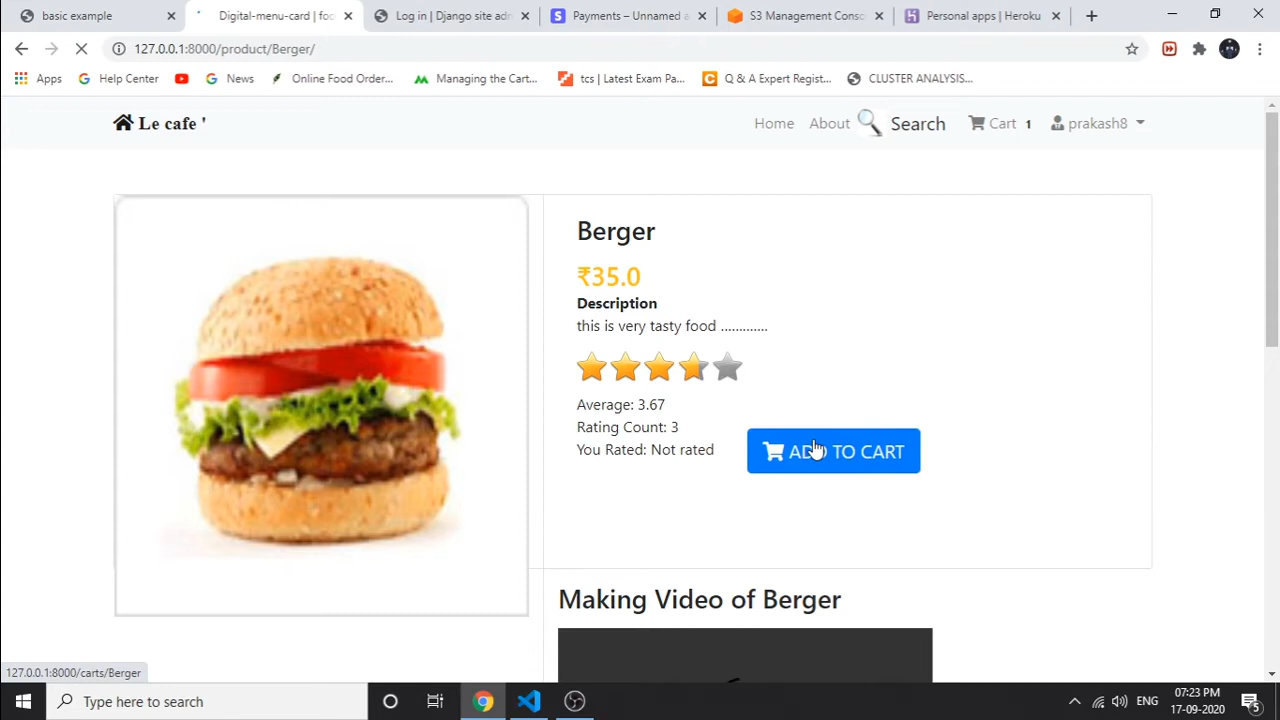 basic example
Digital-menu-card | foo
Log in | Django site adn
Payments – Unnamed a
S3 Management Conso
Personal apps | Heroku
127.0.0.1:8000/product/Berger/
Apps
Help Center
News
Online Food Order...
Managing the Cart...
tcs | Latest Exam Pa...
Q & A Expert Regist...
CLUSTER ANALYSIS...
Le cafe '
Home
About
Search
Cart 1
prakash8
Berger
₹35.0
Description
this is very tasty food .............
Average: 3.67
Rating Count: 3
You Rated: Not rated
ADD TO CART
Making Video of Berger
127.0.0.1:8000/carts/Berger
Type here to search
ENG
07:23 PM
17-09-2020
5